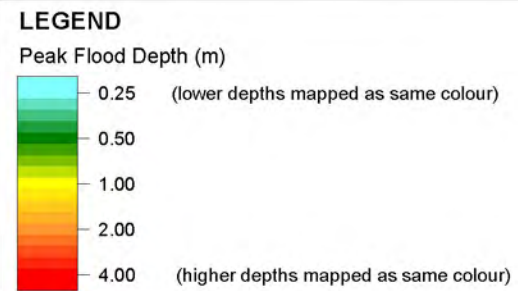 LEGEND
Peak Flood Depth (m)
0.25 (lower depths mapped as same colour)
0.50
1.00
2.00
4.00 (higher depths mapped as same colour)